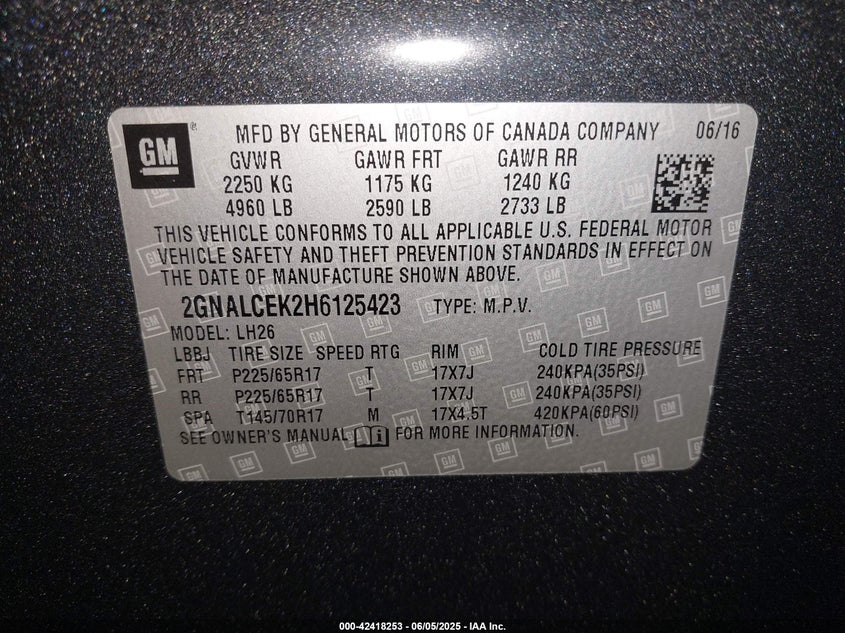 GM
MFD BY GENERAL MOTORS OF CANADA COMPANY 06/16
GVWR GAWR FRT GAWR RR
2250 KG 1175 KG 1240 KG
4960 LB 2590 LB 2733 LB
THIS VEHICLE CONFORMS TO ALL APPLICABLE U.S. FEDERAL MOTOR
VEHICLE SAFETY AND THEFT PREVENTION STANDARDS IN EFFECT ON
THE DATE OF MANUFACTURE SHOWN ABOVE.
2GNALCEK2H6125423 TYPE: M.P.V.
MODEL: LH26
LBBJ TIRE SIZE SPEED RTG RIM COLD TIRE PRESSURE
FRT P225/65R17 T 17X7J 240KPA(35PSI)
RR P225/65R17 T 17X7J 240KPA(35PSI)
SPA T145/70R17 M 17X4.5T 420KPA(60PSI)
SEE OWNER'S MANUAL FOR MORE INFORMATION.
000-42418253 - 06/05/2025 - IAA Inc.